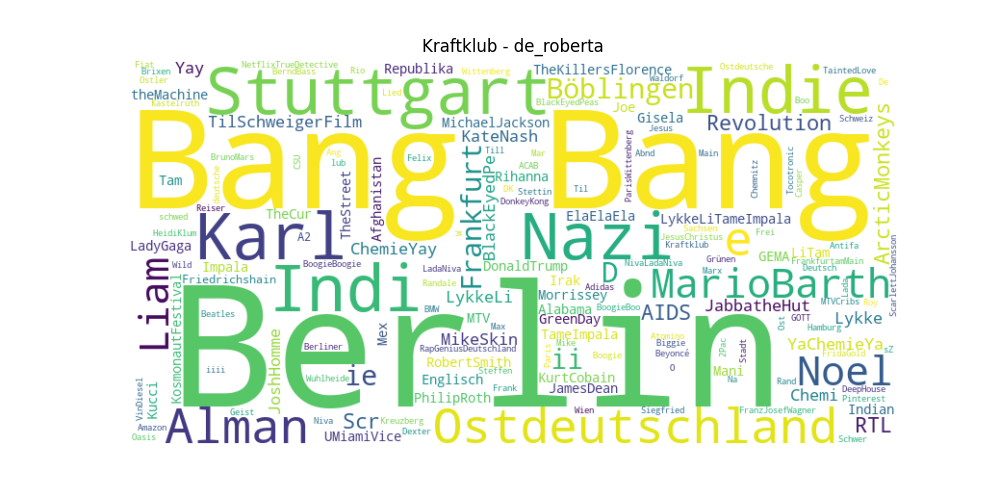 Kraftklub - de_roberta
Fiat
NetflixTrueDetective
Brixen
Yay
BerndBass
Rio
Republika
Wittenberg
TheKillersFlorence
Waldorf
Ostdeutsche
TaintedLove
De
Ostler
theMachine
Kastelruth
Stuttgart
Lied
BlackEyedPeas
Böblingen
Joe
Indie
Boo
Pinterest
TilSchweigerFilm
MichaelJackson
KateNash
Gisela
Jesus
Revolution
Schweiz
ArcticMonkeys
Bang Bang
BrunoMars
CSU
Ang
lub
Felix
Till
Mar
ACAB
Rihanna
DK
Stettin
DonkeyKong
Til
Abnd
Main
ParisWittenberg
Chemnitz
Tocotronic
Casper
Tam
deutsche
Afghanistan
TheStreet
Frankfurt
BlackEyedPe
Reiser
schwed
HeidiKlum
TheCur
A2
ElaElaEla
LykkeLiTameImpala
Sachsen
JesusChristus
Frei
Kraftklub
LadyGaga
Karl
ChemieYay
Nazi
e
GEMA
LiTam
Antifa
FrankfurtamMain
Deutsch
ScarlettJohansson
Wild
Impala
BoogieBoogie
Friedrichshain
LadaNiva
DonaldTrump
NivaLadaNiva
Grünen
Marx
Randale
Irak
D
Adidas
MarioBarth
Lada
Liam
Indi
BMW
LykkeLi
Morrissey
BoogieBoo
Alabama
AIDS
JabbatheHut
MTVCribs
Roy
GOTT
Beatles
KosmonautFestival
Mex
MTV
Max
GreenDay
Ost
Hamburg
Lykke
Berlin
Berliner
MikeSkin
RapGeniusDeutschland
TameImpala
Mike
Biggie
Atomino
2Pac
Stadt
YaChemieYa
FridaGold
sZ
RobertSmith
Steffen
Paris
Boogie
ii
Beyoncé
O
iiii
Wuhlheide
ie
Englisch
Frank
KurtCobain
Mani
Na
Rand
Noel
DeepHouse
VinDiesel
Kucci
JoshHomme
PhilipRoth
JamesDean
Chemi
Amazon
Oasis
Alman
Geist
Niva
Scr
Kreuzberg
UMiamiVice
Dexter
Ostdeutschland
Wien
Siegfried
FranzJosefWagner
Indian
RTL
Schwer